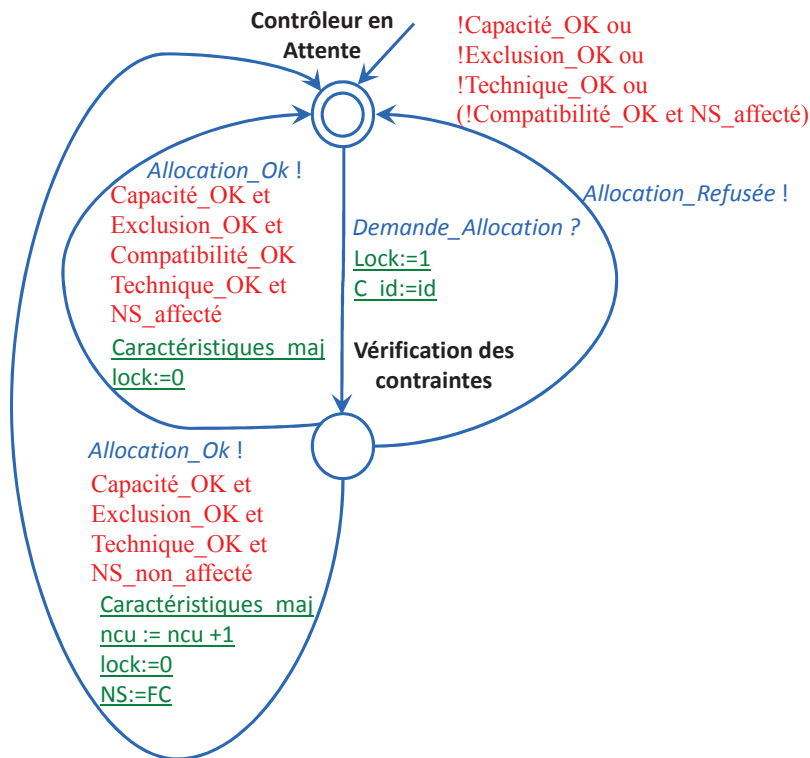 Contrôleur en
Attente
!Capacité_OK ou
!Exclusion_OK ou
!Technique_OK ou
(!Compatibilité_OK et NS_affecté)
Allocation_Ok !
Capacité_OK et
Exclusion_OK et
Compatibilité_OK
Technique_OK et
NS_affecté
Caractéristiques_maj
lock:=0
Demande_Allocation ?
Lock:=1
C_id:=id
Allocation_Refusée !
Vérification des
contraintes
Allocation_Ok !
Capacité_OK et
Exclusion_OK et
Technique_OK et
NS_non_affecté
Caractéristiques_maj
ncu := ncu +1
lock:=0
NS:=FC